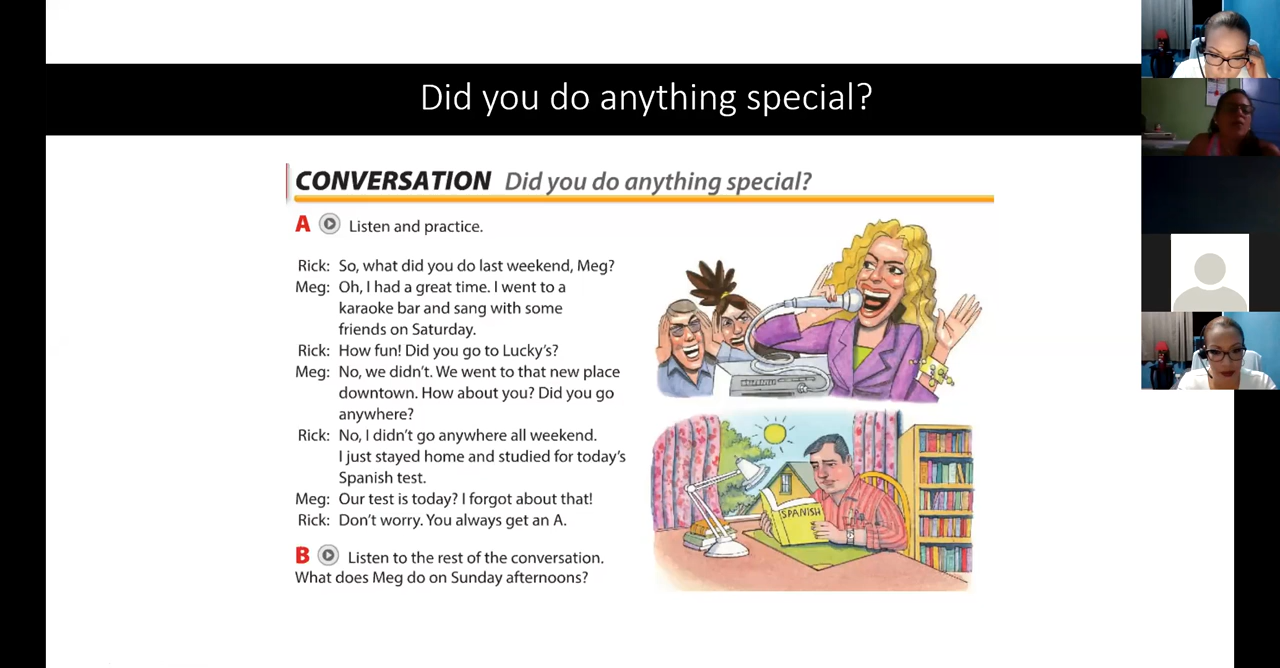 Did you do anything special?
CONVERSATION Did you do anything special?
A Listen and practice.
Rick: So, what did you do last weekend, Meg?
Meg: Oh, I had a great time. I went to a
karaoke bar and sang with some
friends on Saturday.
Rick: How fun! Did you go to Lucky's?
Meg: No, we didn't. We went to that new place
downtown. How about you? Did you go
anywhere?
Rick: No, I didn't go anywhere all weekend.
I just stayed home and studied for today's
Spanish test.
Meg: Our test is today? I forgot about that!
Rick: Don't worry. You always get an A.
B Listen to the rest of the conversation.
What does Meg do on Sunday afternoons?
SPANISH